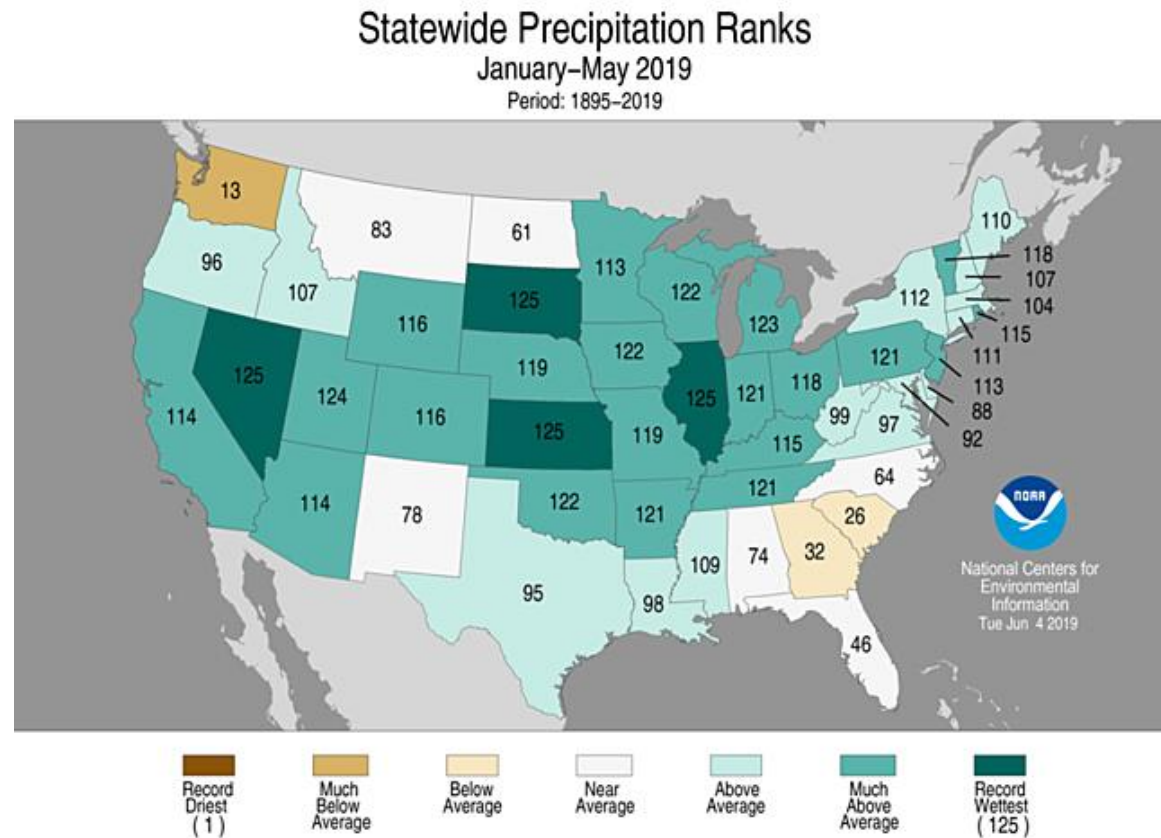 Statewide Precipitation Ranks
January–May 2019
Period: 1895–2019
13
83
61
113
110
96
107
118
107
104
115
111
113
88
92
116
125
122
123
112
125
124
119
122
121
114
116
125
119
125
121
118
99
97
115
114
78
122
121
121
64
26
32
74
109
95
98
46
NOAA
National Centers for
Environmental
Information
Tue Jun 4 2019
Record
Driest
( 1 )
Much
Below
Average
Below
Average
Near
Average
Above
Average
Much
Above
Average
Record
Wettest
( 125 )